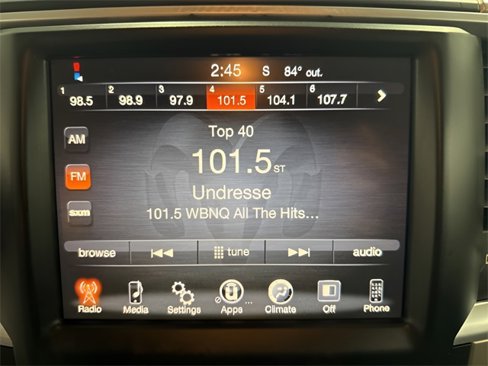 2:45 S 84° out.
1 98.5 2 98.9 3 97.9 4 101.5 5 104.1 6 107.7
Top 40
AM
101.5 ST
FM
Undresse
sxm
101.5 WBNQ All The Hits...
browse tune audio
Radio Media Settings Apps ... Climate Off Phone